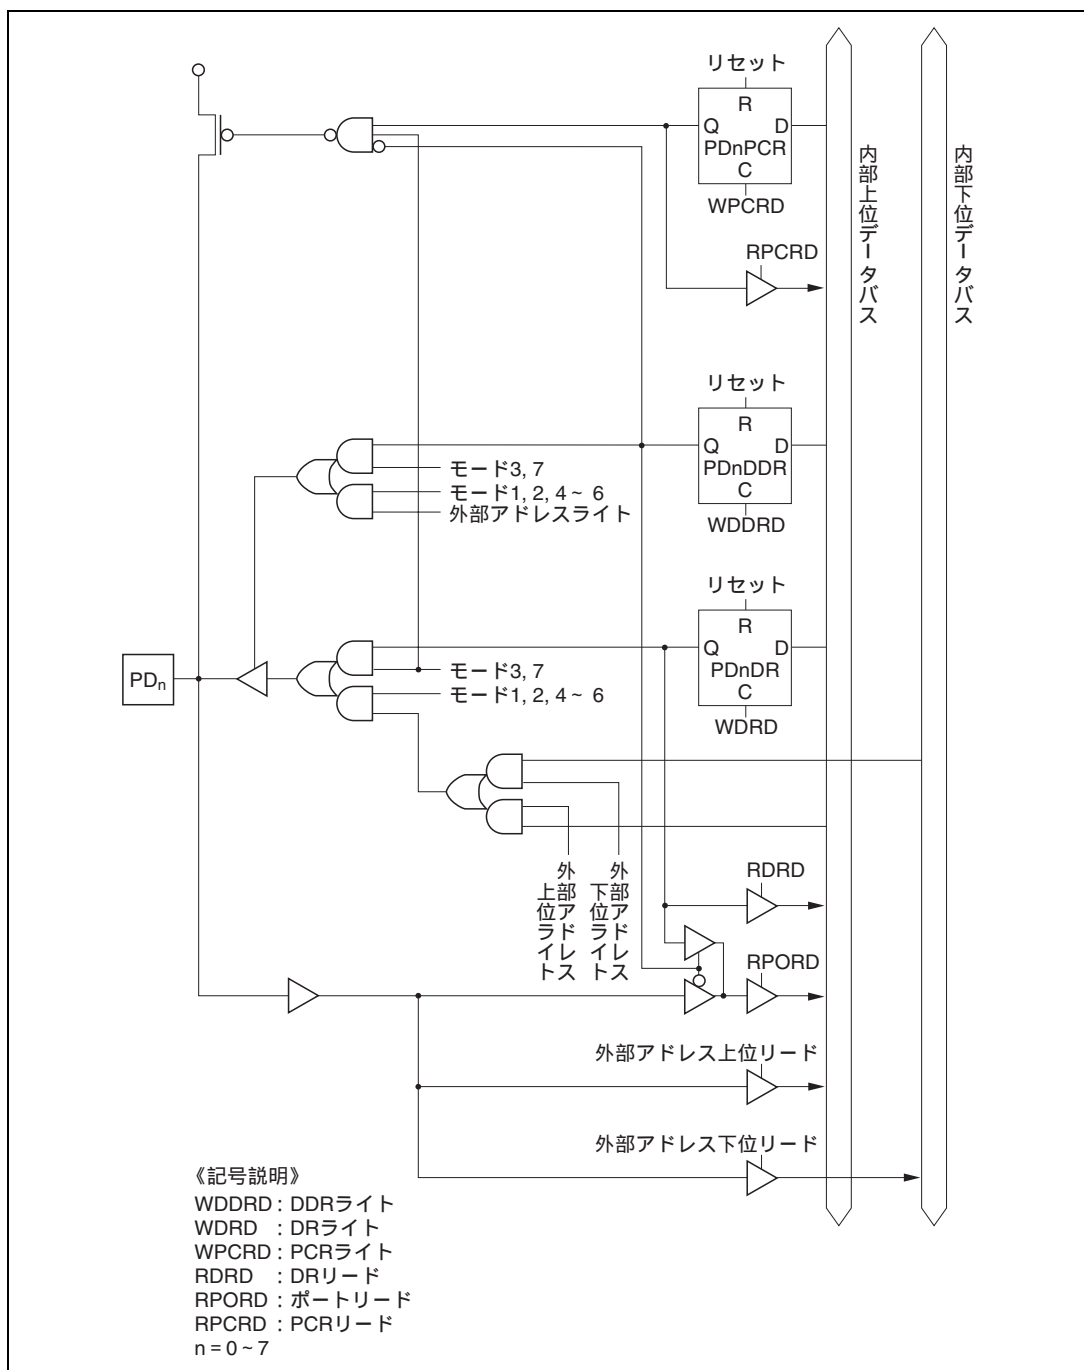 リセット
R
Q D
PDnPCR
C
WPCRD
RPCRD
内部上位データバス
内部下位データバス
リセット
R
Q D
PDnDDR
C
WDDRD
モード3, 7
モード1, 2, 4～6
外部アドレスライト
リセット
R
Q D
PDnDR
C
WDRD
PDn
モード3, 7
モード1, 2, 4～6
外部アドレス
上位ライト
外部アドレス
下位ライト
RDRD
RPORD
外部アドレス上位リード
外部アドレス下位リード
《記号説明》
WDDRD : DDRライト
WDRD : DRライト
WPCRD : PCRライト
RDRD : DRリード
RPORD : ポートリード
RPCRD : PCRリード
n = 0～7